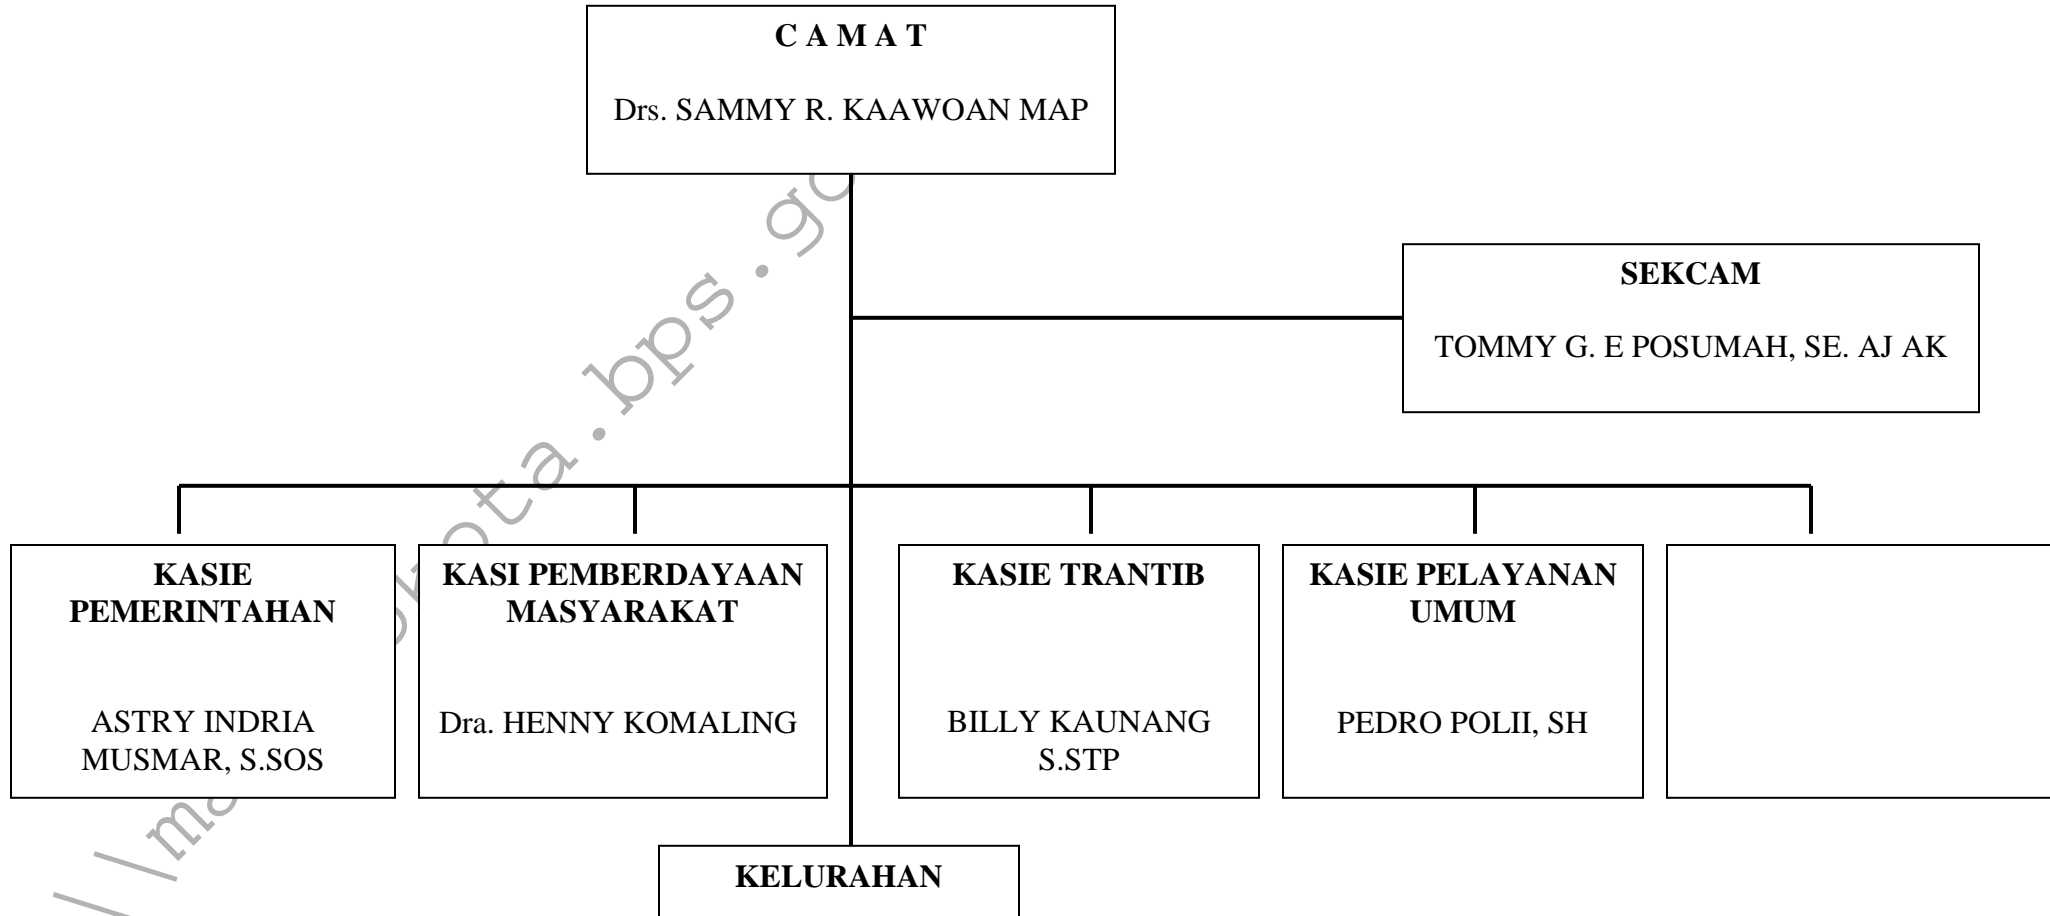 C A M A T
Drs. SAMMY R. KAAWOAN MAP
SEKCAM
TOMMY G. E POSUMAH, SE. AJ AK
KASIE
PEMERINTAHAN
ASTRY INDRIA
MUSMAR, S.SOS
KASI PEMBERDAYAAN
MASYARAKAT
Dra. HENNY KOMALING
KASIE TRANTIB
BILLY KAUNANG
S.STP
KASIE PELAYANAN
UMUM
PEDRO POLII, SH
KELURAHAN